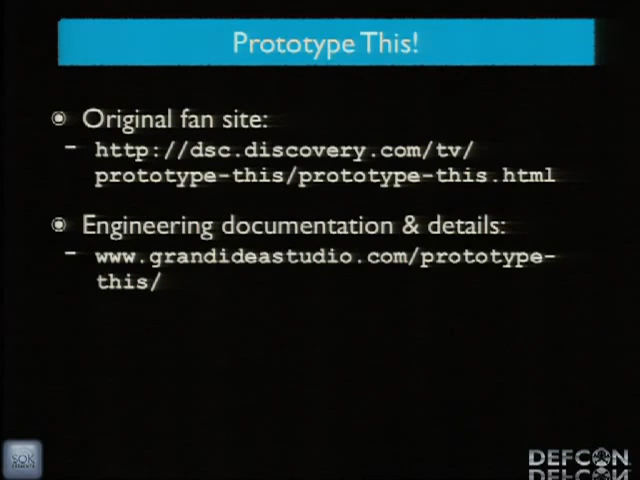 Prototype This!
Original fan site:
http://dsc.discovery.com/tv/
prototype-this/prototype-this.html
Engineering documentation & details:
www.grandideastudio.com/prototype-
this/
SOK
DEFCON